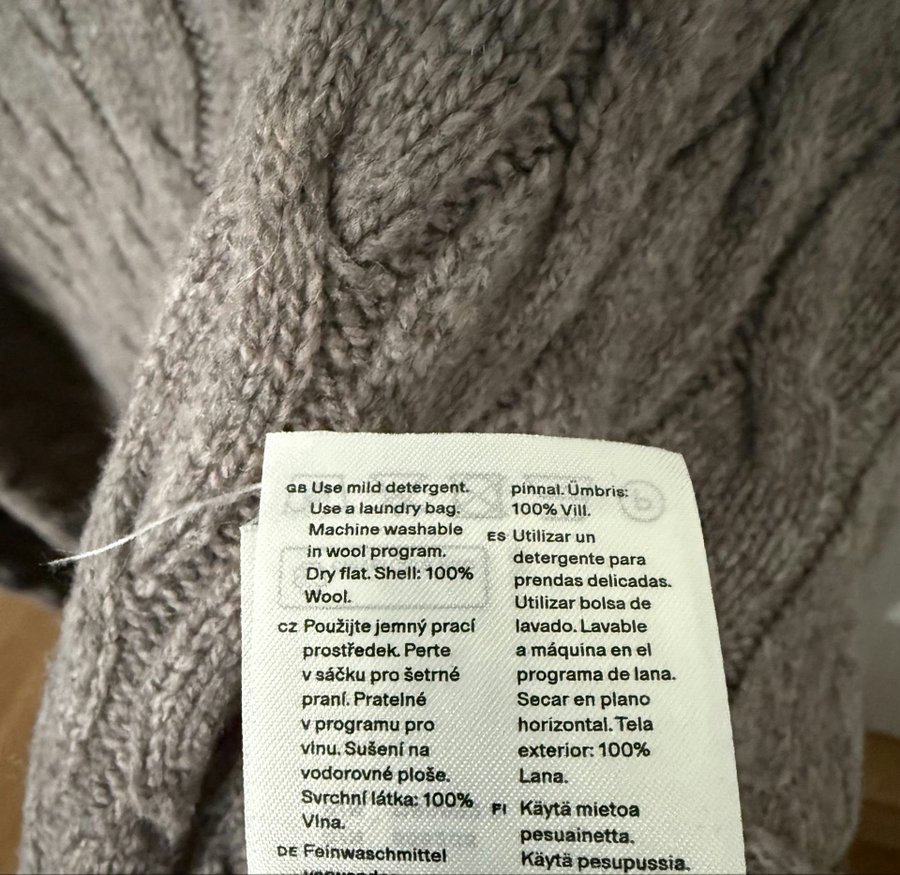 GB Use mild detergent.
Use a laundry bag.
Machine washable
in wool program.
Dry flat. Shell: 100%
Wool.
CZ Použijte jemný prací
prostředek. Perte
v sáčku pro šetrné
praní. Pratelné
v programu pro
vlnu. Sušení na
vodorovné ploše.
Svrchní látka: 100%
Vlna.
DE Feinwaschmittel
pinnal. Ümbris:
100% Vill.
ES Utilizar un
detergente para
prendas delicadas.
Utilizar bolsa de
lavado. Lavable
a máquina en el
programa de lana.
Secar en plano
horizontal. Tela
exterior: 100%
Lana.
FI Käytä mietoa
pesuainetta.
Käytä pesupussia.